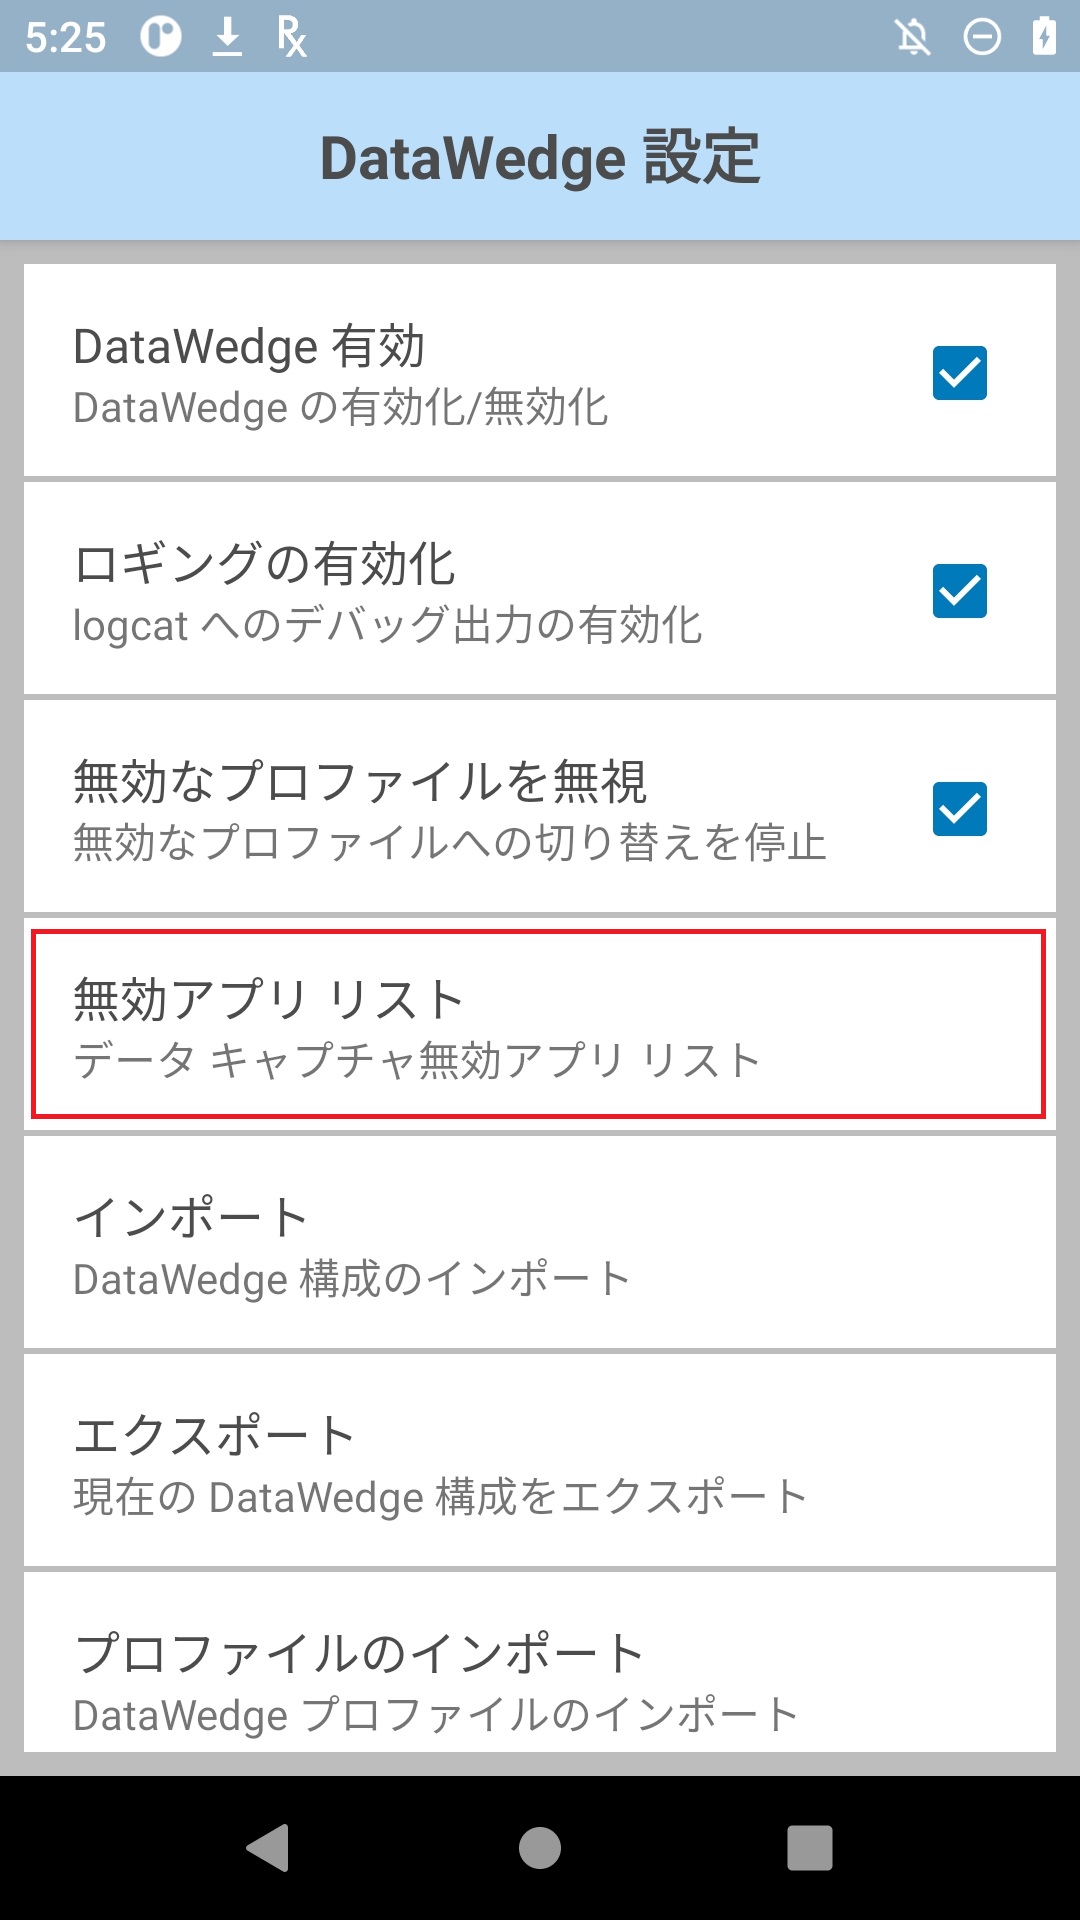 5:25
DataWedge 設定
DataWedge 有効
DataWedge の有効化/無効化
ロギングの有効化
logcat へのデバッグ出力の有効化
無効なプロファイルを無視
無効なプロファイルへの切り替えを停止
無効アプリ リスト
データ キャプチャ無効アプリ リスト
インポート
DataWedge 構成のインポート
エクスポート
現在の DataWedge 構成をエクスポート
プロファイルのインポート
DataWedge プロファイルのインポート